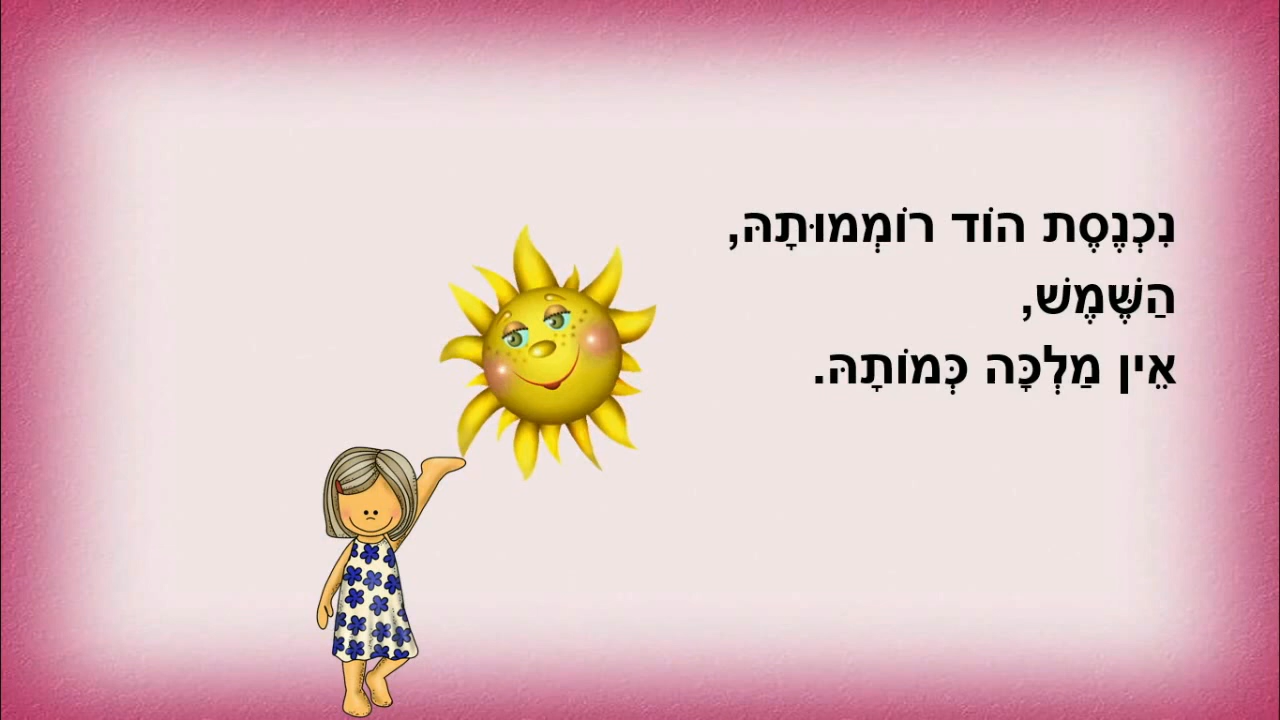 נִכְנֶסֶת הוֹד רוֹמְמוּתָהּ,
הַשֶּׁמֶשׁ,
אֵין מַלְכָּה כְּמוֹתָהּ.